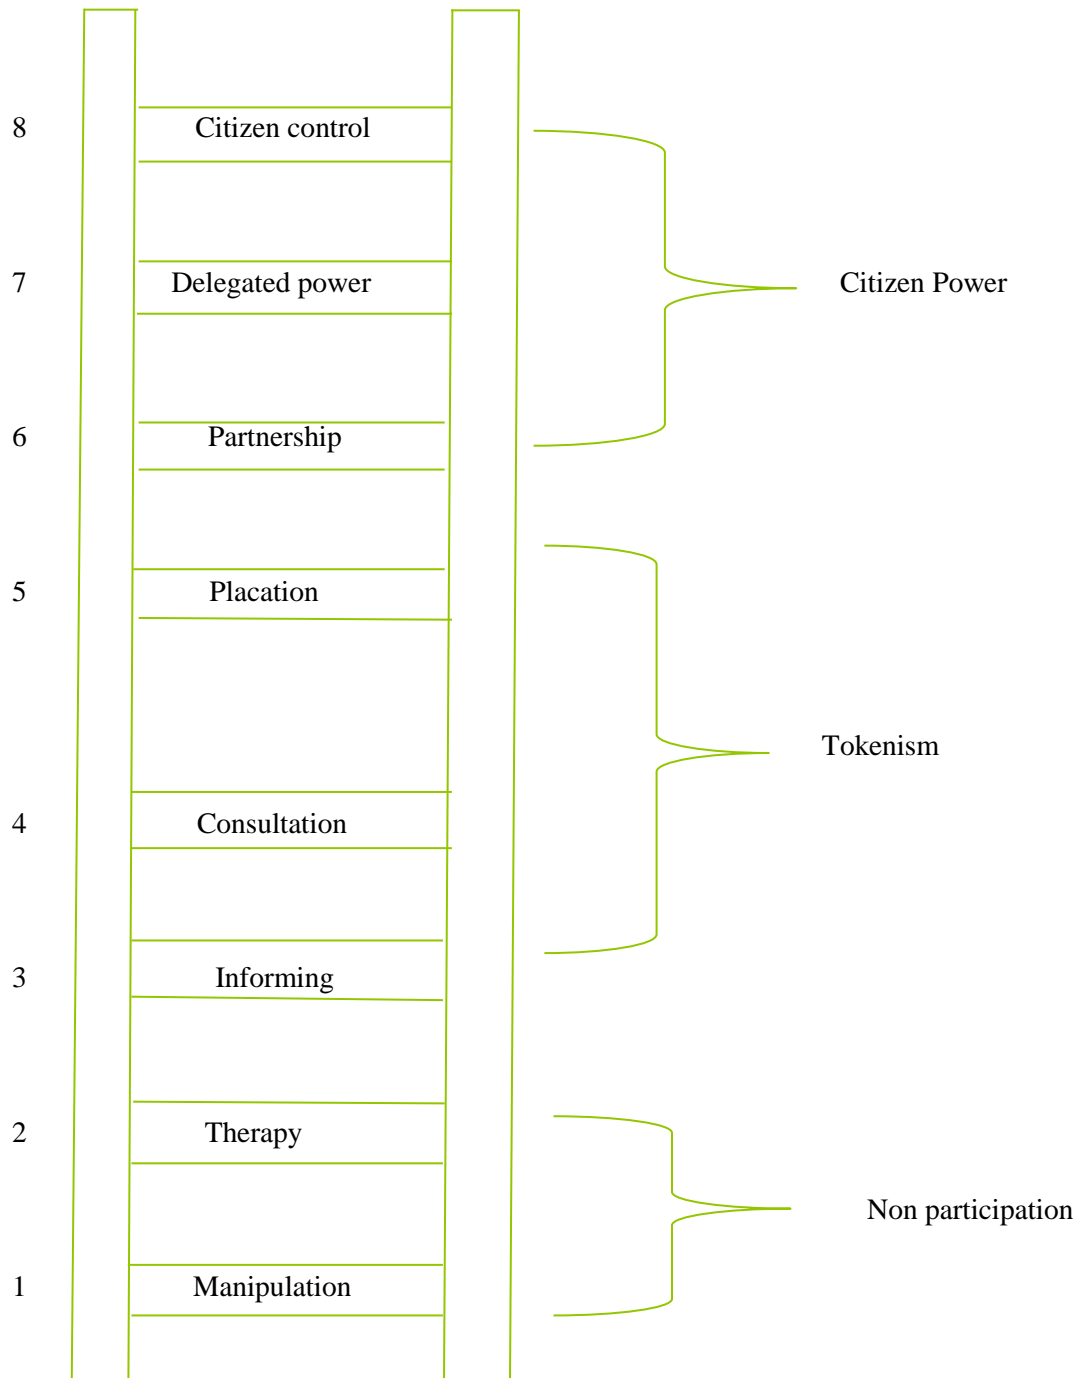 8 Citizen control
7 Delegated power Citizen Power
6 Partnership
5 Placation
Tokenism
4 Consultation
3 Informing
2 Therapy
Non participation
1 Manipulation